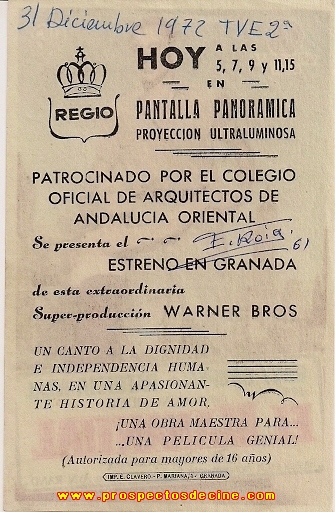 31 Diciembre 1972 TVE2ª
REGIO
HOY A LAS
5, 7, 9 y 11,15
EN
PANTALLA PANORAMICA
PROYECCION ULTRALUMINOSA
PATROCINADO POR EL COLEGIO
OFICIAL DE ARQUITECTOS DE
ANDALUCIA ORIENTAL
Se presenta el
F. Roig
61
ESTRENO EN GRANADA
de esta extraordinaria
Super-producción WARNER BROS
UN CANTO A LA DIGNIDAD
E INDEPENDENCIA HUMA-
NAS, EN UNA APASIONAN-
TE HISTORIA DE AMOR,
¡UNA OBRA MAESTRA PARA...
...UNA PELICULA GENIAL!
(Autorizada para mayores de 16 años)
IMP. E. CLAVERO.- P. MARIANA, - GRANADA
www.prospectosdecine.com